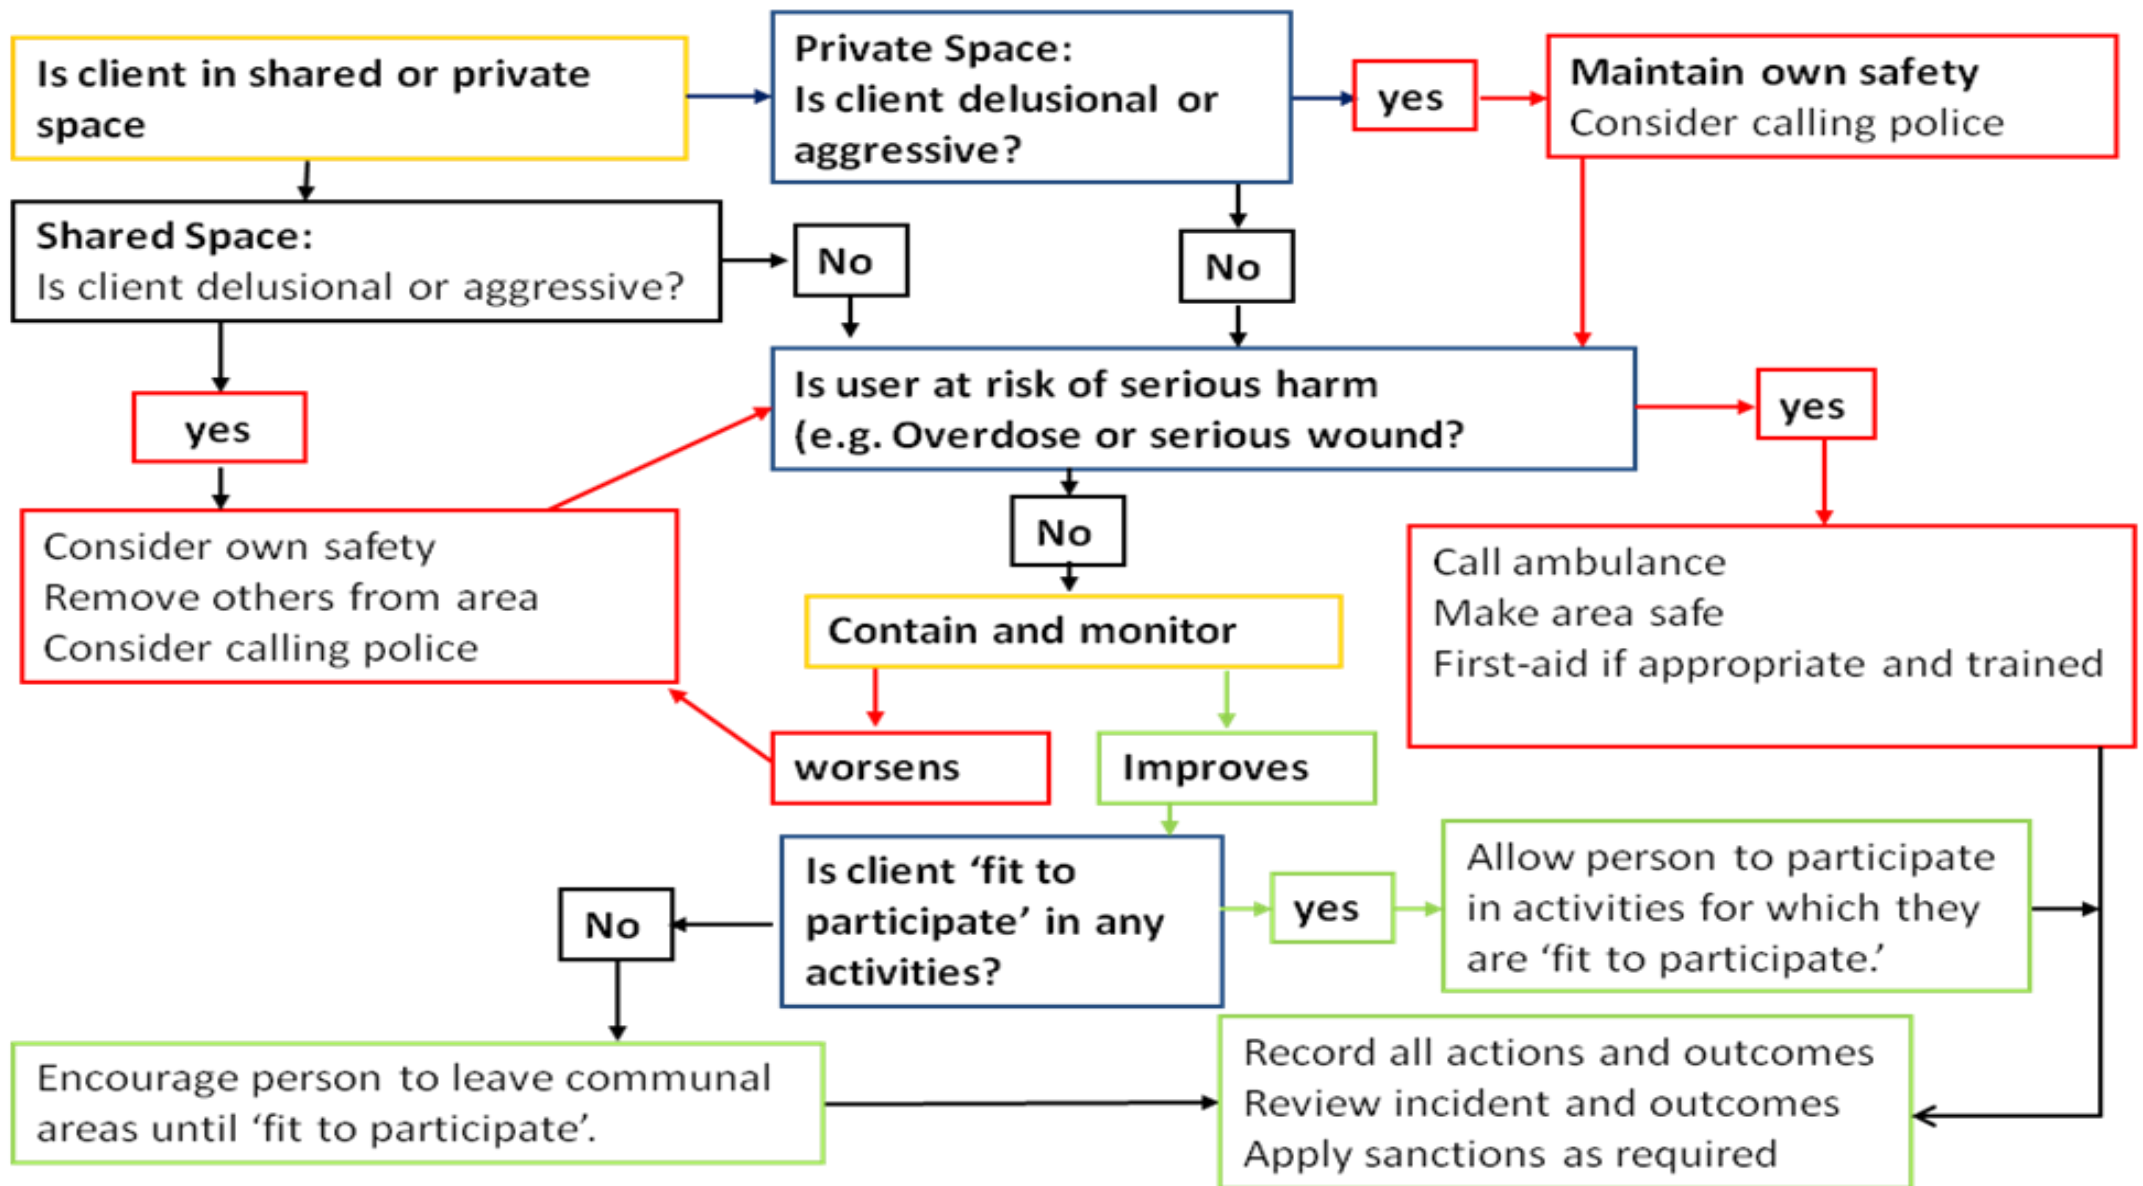 Is client in shared or private
space
Private Space:
Is client delusional or
aggressive?
yes
Maintain own safety
Consider calling police
Shared Space:
Is client delusional or aggressive?
No
No
yes
Is user at risk of serious harm
(e.g. Overdose or serious wound?
yes
Consider own safety
Remove others from area
Consider calling police
No
Call ambulance
Make area safe
First-aid if appropriate and trained
Contain and monitor
worsens
Improves
Is client ‘fit to
participate’ in any
activities?
No
yes
Allow person to participate
in activities for which they
are ‘fit to participate.’
Encourage person to leave communal
areas until ‘fit to participate’.
Record all actions and outcomes
Review incident and outcomes
Apply sanctions as required